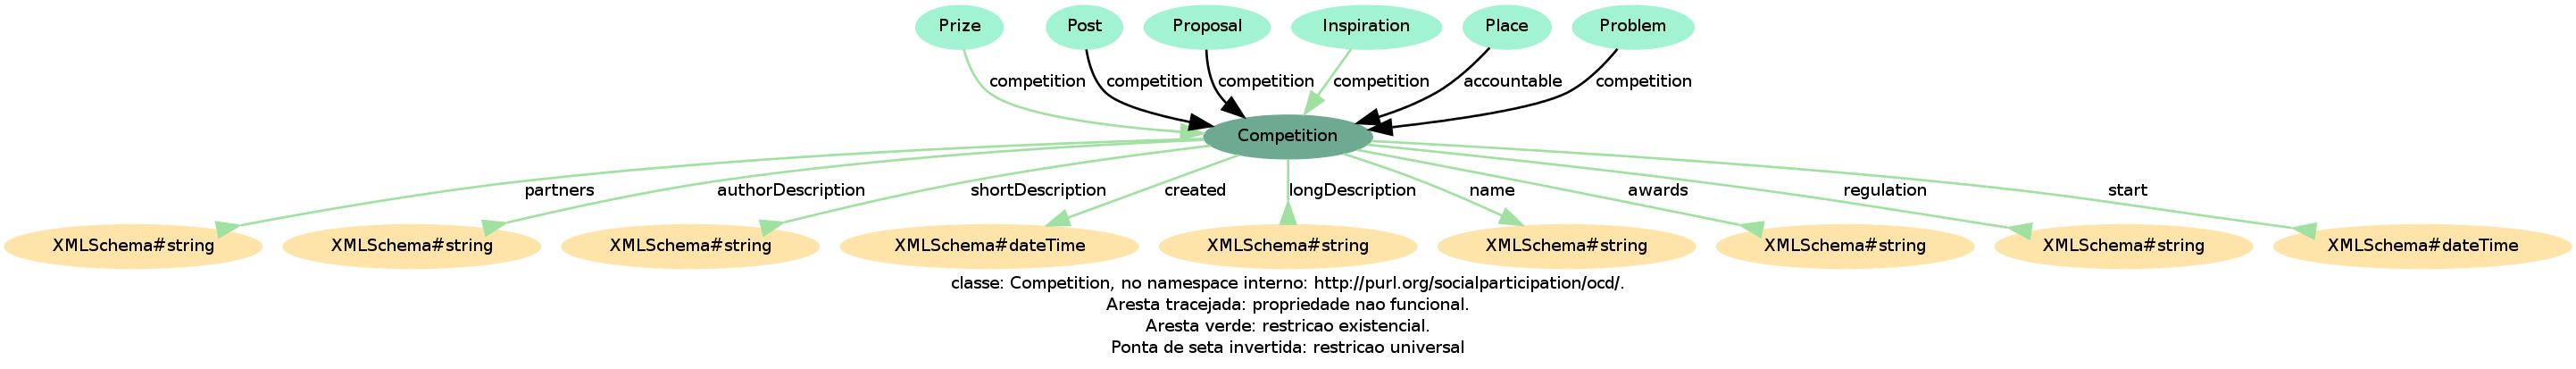 Prize Post Proposal Inspiration Place Problem
competition competition competition competition accountable competition
Competition
partners authorDescription shortDescription created longDescription name awards regulation start
XMLSchema#string XMLSchema#string XMLSchema#string XMLSchema#dateTime XMLSchema#string XMLSchema#string XMLSchema#string XMLSchema#string XMLSchema#dateTime
classe: Competition, no namespace interno: http://purl.org/socialparticipation/ocd/.
Aresta tracejada: propriedade nao funcional.
Aresta verde: restricao existencial.
Ponta de seta invertida: restricao universal